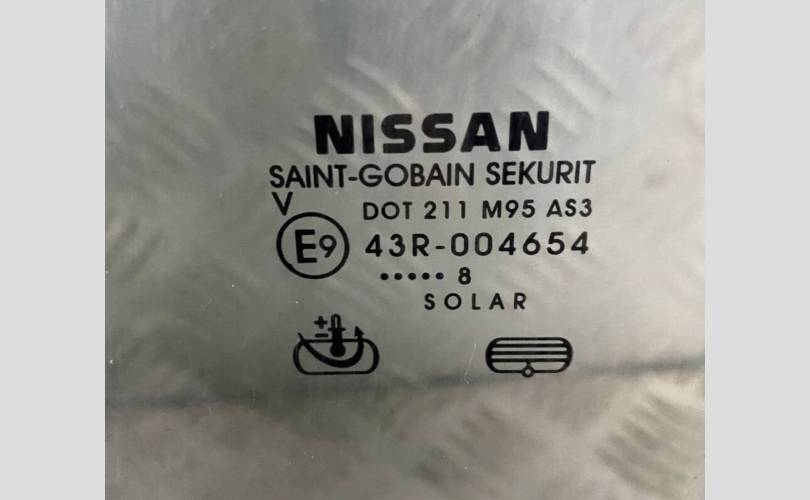 NISSAN
SAINT-GOBAIN SEKURIT
V
DOT 211 M95 AS3
E9 43R-004654
..... 8
SOLAR